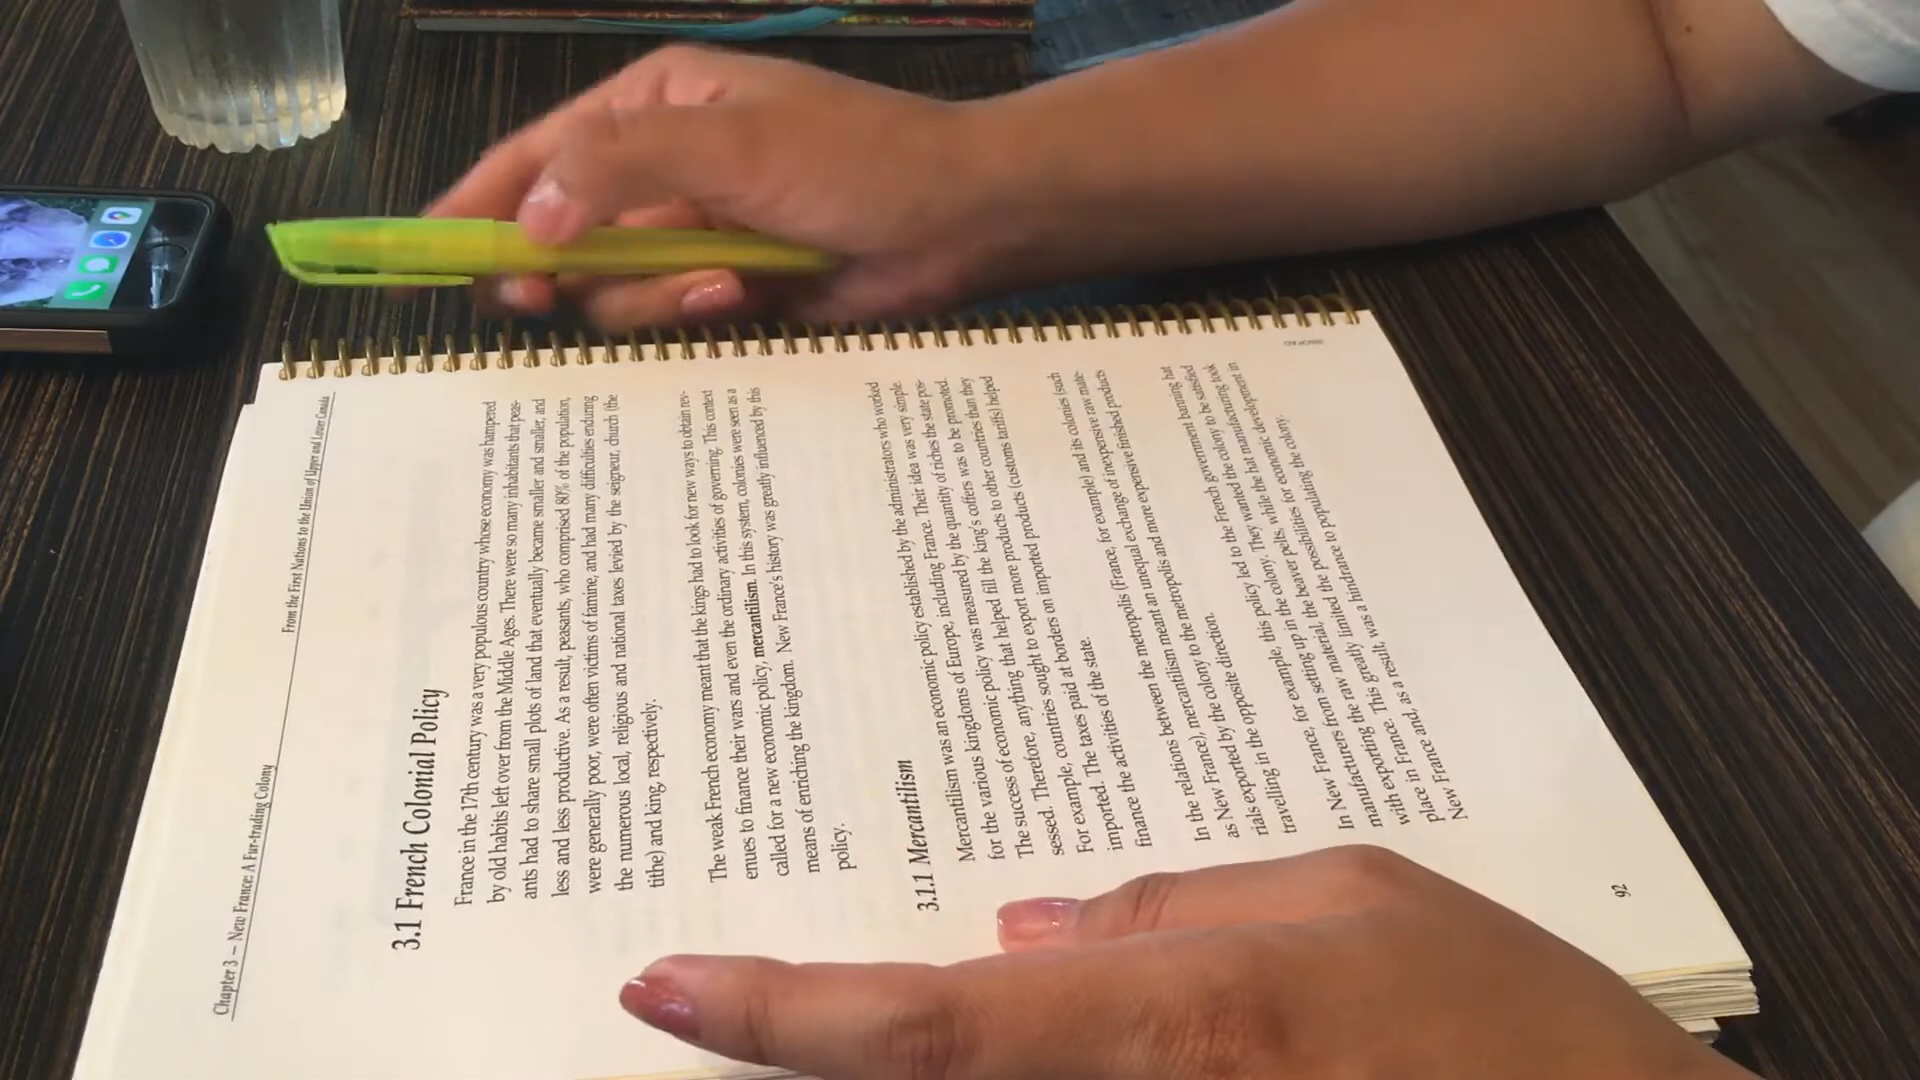 Chapter 3 – New France: A Fur-trading Colony
From the First Nations to the Union of Upper and Lower Canada
3.1 French Colonial Policy
France in the 17th century was a very populous country whose economy was hampered
by old habits left over from the Middle Ages. There were so many inhabitants that peas-
ants had to share small plots of land that eventually became smaller and smaller, and
less and less productive. As a result, peasants, who comprised 80% of the population,
were generally poor, were often victims of famine, and had many difficulties enduring
the numerous local, religious and national taxes levied by the seigneur, church (the
tithe) and king, respectively.
The weak French economy meant that the kings had to look for new ways to obtain rev-
enues to finance their wars and even the ordinary activities of governing. This context
called for a new economic policy, mercantilism. In this system, colonies were seen as a
means of enriching the kingdom. New France's history was greatly influenced by this
policy.
3.1.1 Mercantilism
Mercantilism was an economic policy established by the administrators who worked
for the various kingdoms of Europe, including France. Their idea was very simple.
The success of economic policy was measured by the quantity of riches the state pos-
sessed. Therefore, anything that helped fill the king's coffers was to be promoted.
For example, countries sought to export more products to other countries than they
imported. The taxes paid at borders on imported products (customs tariffs) helped
finance the activities of the state.
In the relations between the metropolis (France, for example) and its colonies (such
as New France), mercantilism meant an unequal exchange of inexpensive raw mate-
rials exported by the colony to the metropolis and more expensive finished products
travelling in the opposite direction.
In New France, for example, this policy led to the French government banning hat
manufacturers from setting up in the colony. They wanted the colony to be satisfied
with exporting the raw material, the beaver pelts, while the hat manufacturing took
place in France. This greatly limited the possibilities for economic development in
New France and, as a result, was a hindrance to populating the colony.
92